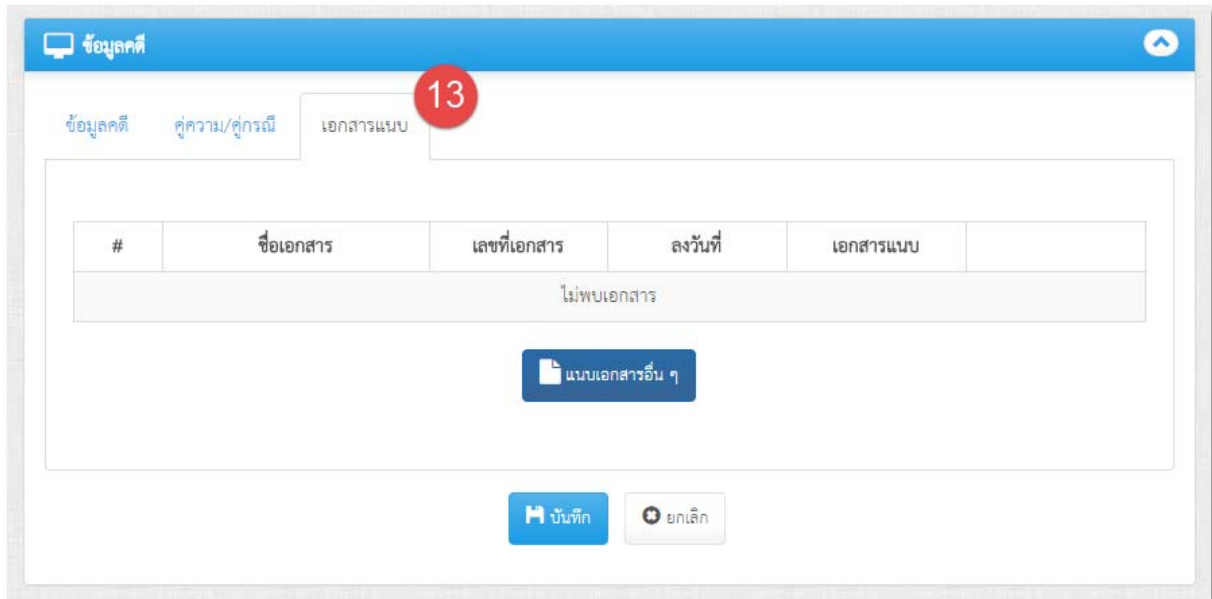 ข้อมูลคดี
13
ข้อมูลคดี คู่ความ/คู่กรณี เอกสารแนบ
# ชื่อเอกสาร เลขที่เอกสาร ลงวันที่ เอกสารแนบ
ไม่พบเอกสาร
แนบเอกสารอื่น ๆ
บันทึก ยกเลิก